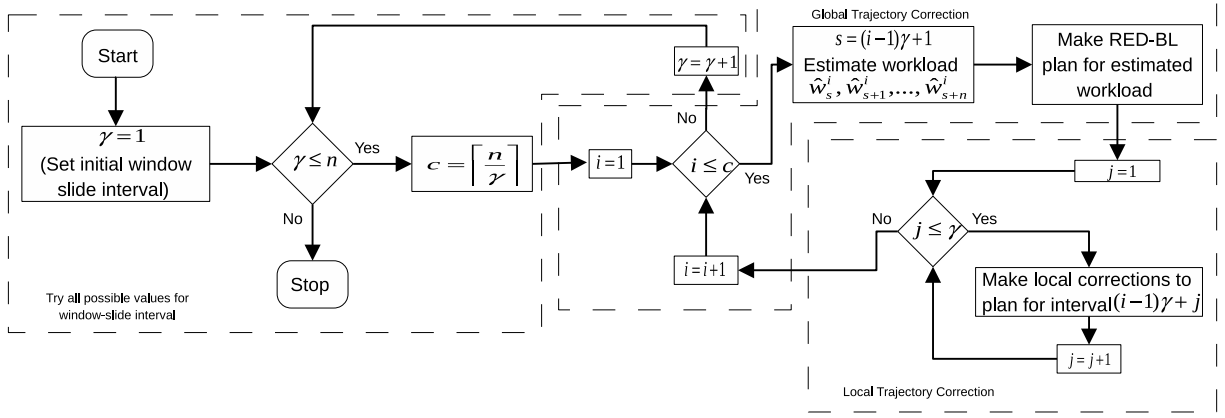 Start
γ=1
(Set initial window
slide interval)
γ ≤ n
Yes
No
Stop
Try all possible values for
window-slide interval
c = ⌈n/γ⌉
i=1
i ≤ c
No
Yes
γ = γ+1
i = i+1
Global Trajectory Correction
s = (i−1)γ+1
Estimate workload
ŵ_s^i, ŵ_{s+1}^i, ..., ŵ_{s+n}^i
Make RED-BL
plan for estimated
workload
j=1
j ≤ γ
No
Yes
Make local corrections to
plan for interval (i−1)γ + j
j = j+1
Local Trajectory Correction